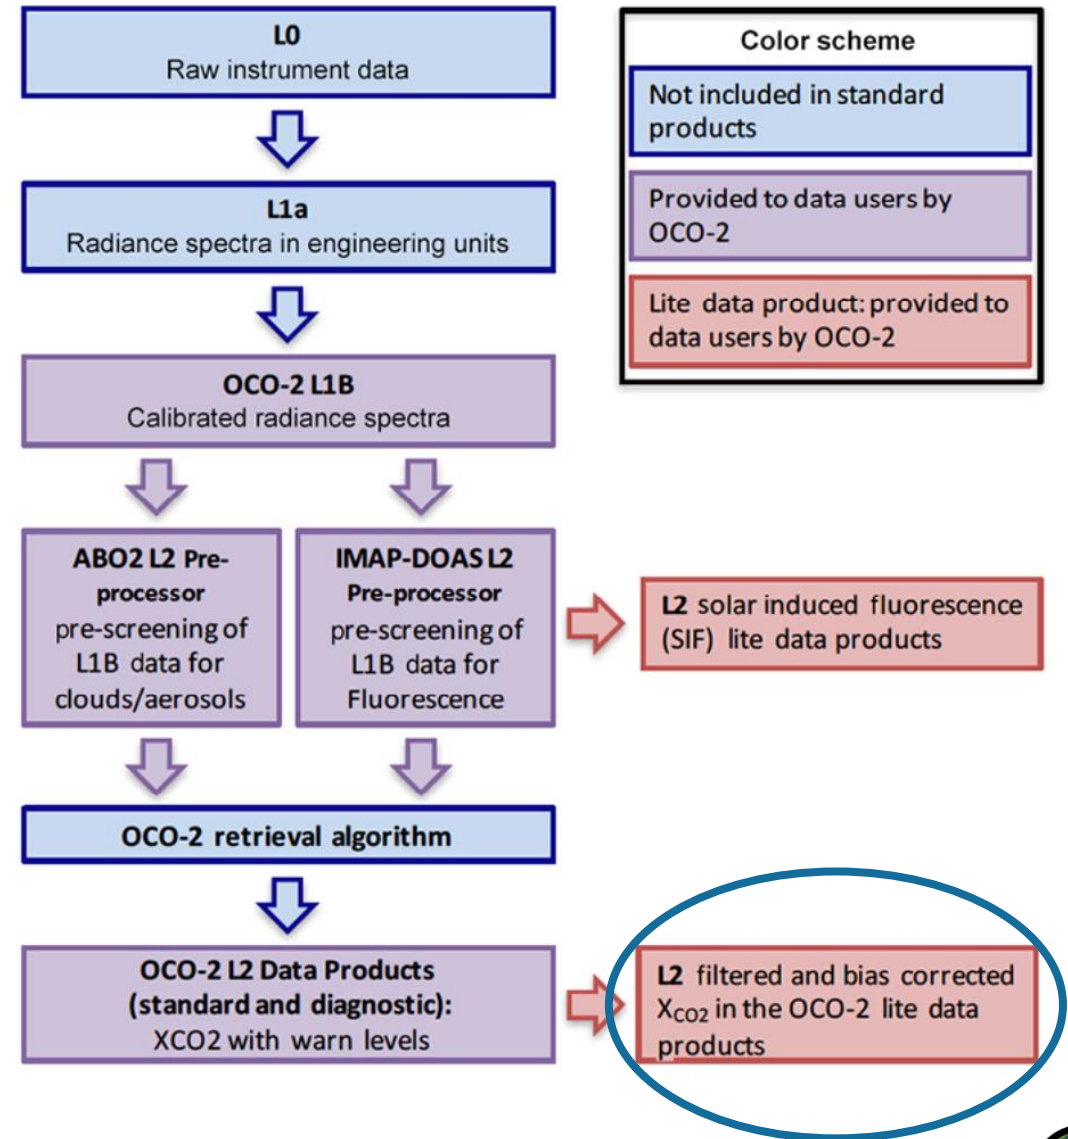 L0
Raw instrument data
L1a
Radiance spectra in engineering units
OCO-2 L1B
Calibrated radiance spectra
ABO2 L2 Pre-
processor
pre-screening of
L1B data for
clouds/aerosols
IMAP-DOAS L2
Pre-processor
pre-screening of
L1B data for
Fluorescence
L2 solar induced fluorescence
(SIF) lite data products
OCO-2 retrieval algorithm
OCO-2 L2 Data Products
(standard and diagnostic):
XCO2 with warn levels
L2 filtered and bias corrected
XCO2 in the OCO-2 lite data
products
Color scheme
Not included in standard
products
Provided to data users by
OCO-2
Lite data product: provided to
data users by OCO-2